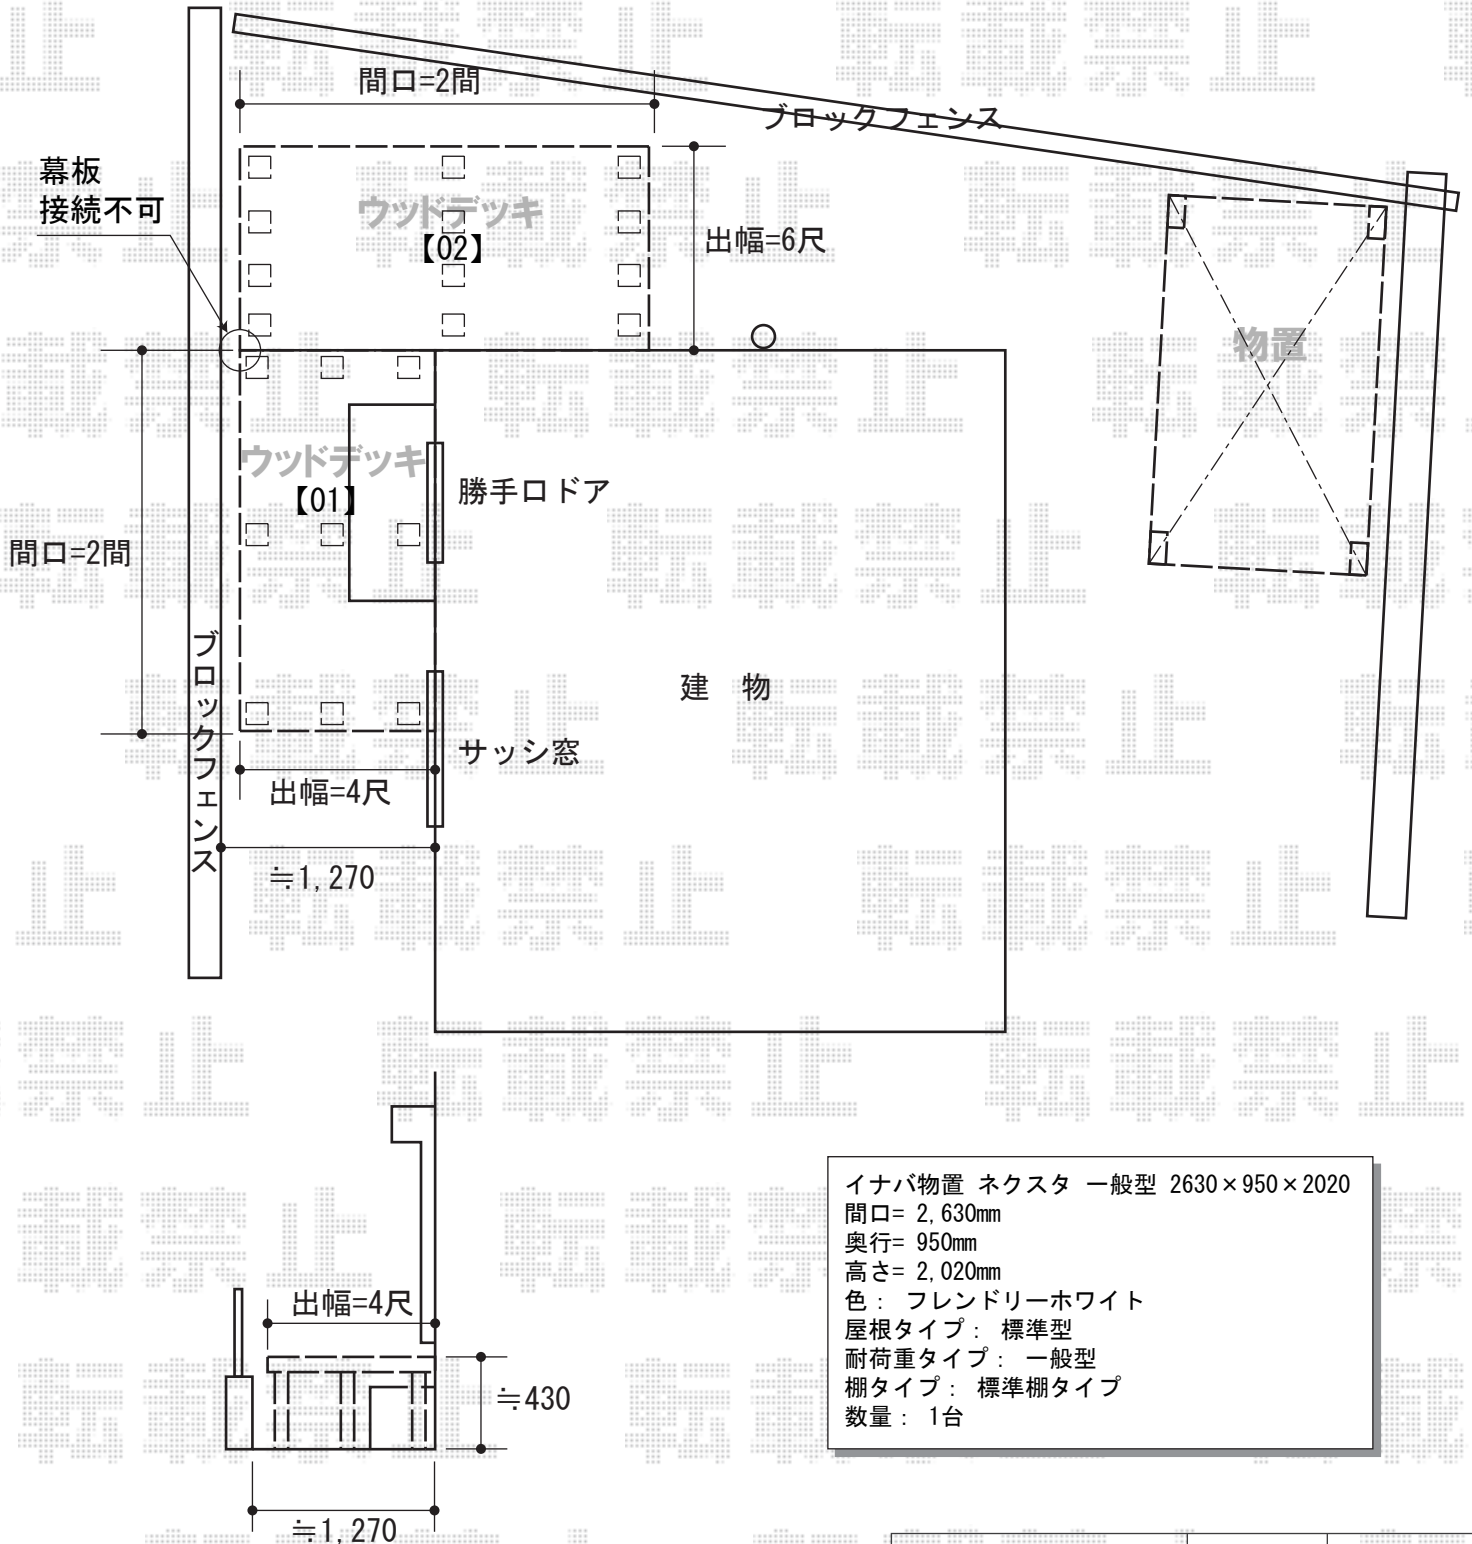 間口=2間
ブロックフェンス
幕板
接続不可
ウッドデッキ
【02】
出幅=6尺
物置
ウッドデッキ
【01】
勝手口ドア
間口=2間
ブロックフェンス
建 物
サッシ窓
出幅=4尺
≒1,270
イナバ物置 ネクスタ 一般型 2630×950×2020
間口= 2,630mm
奥行= 950mm
高さ= 2,020mm
色： フレンドリーホワイト
屋根タイプ： 標準型
耐荷重タイプ： 一般型
棚タイプ： 標準棚タイプ
数量： 1台
出幅=4尺
≒430
≒1,270
転載禁止